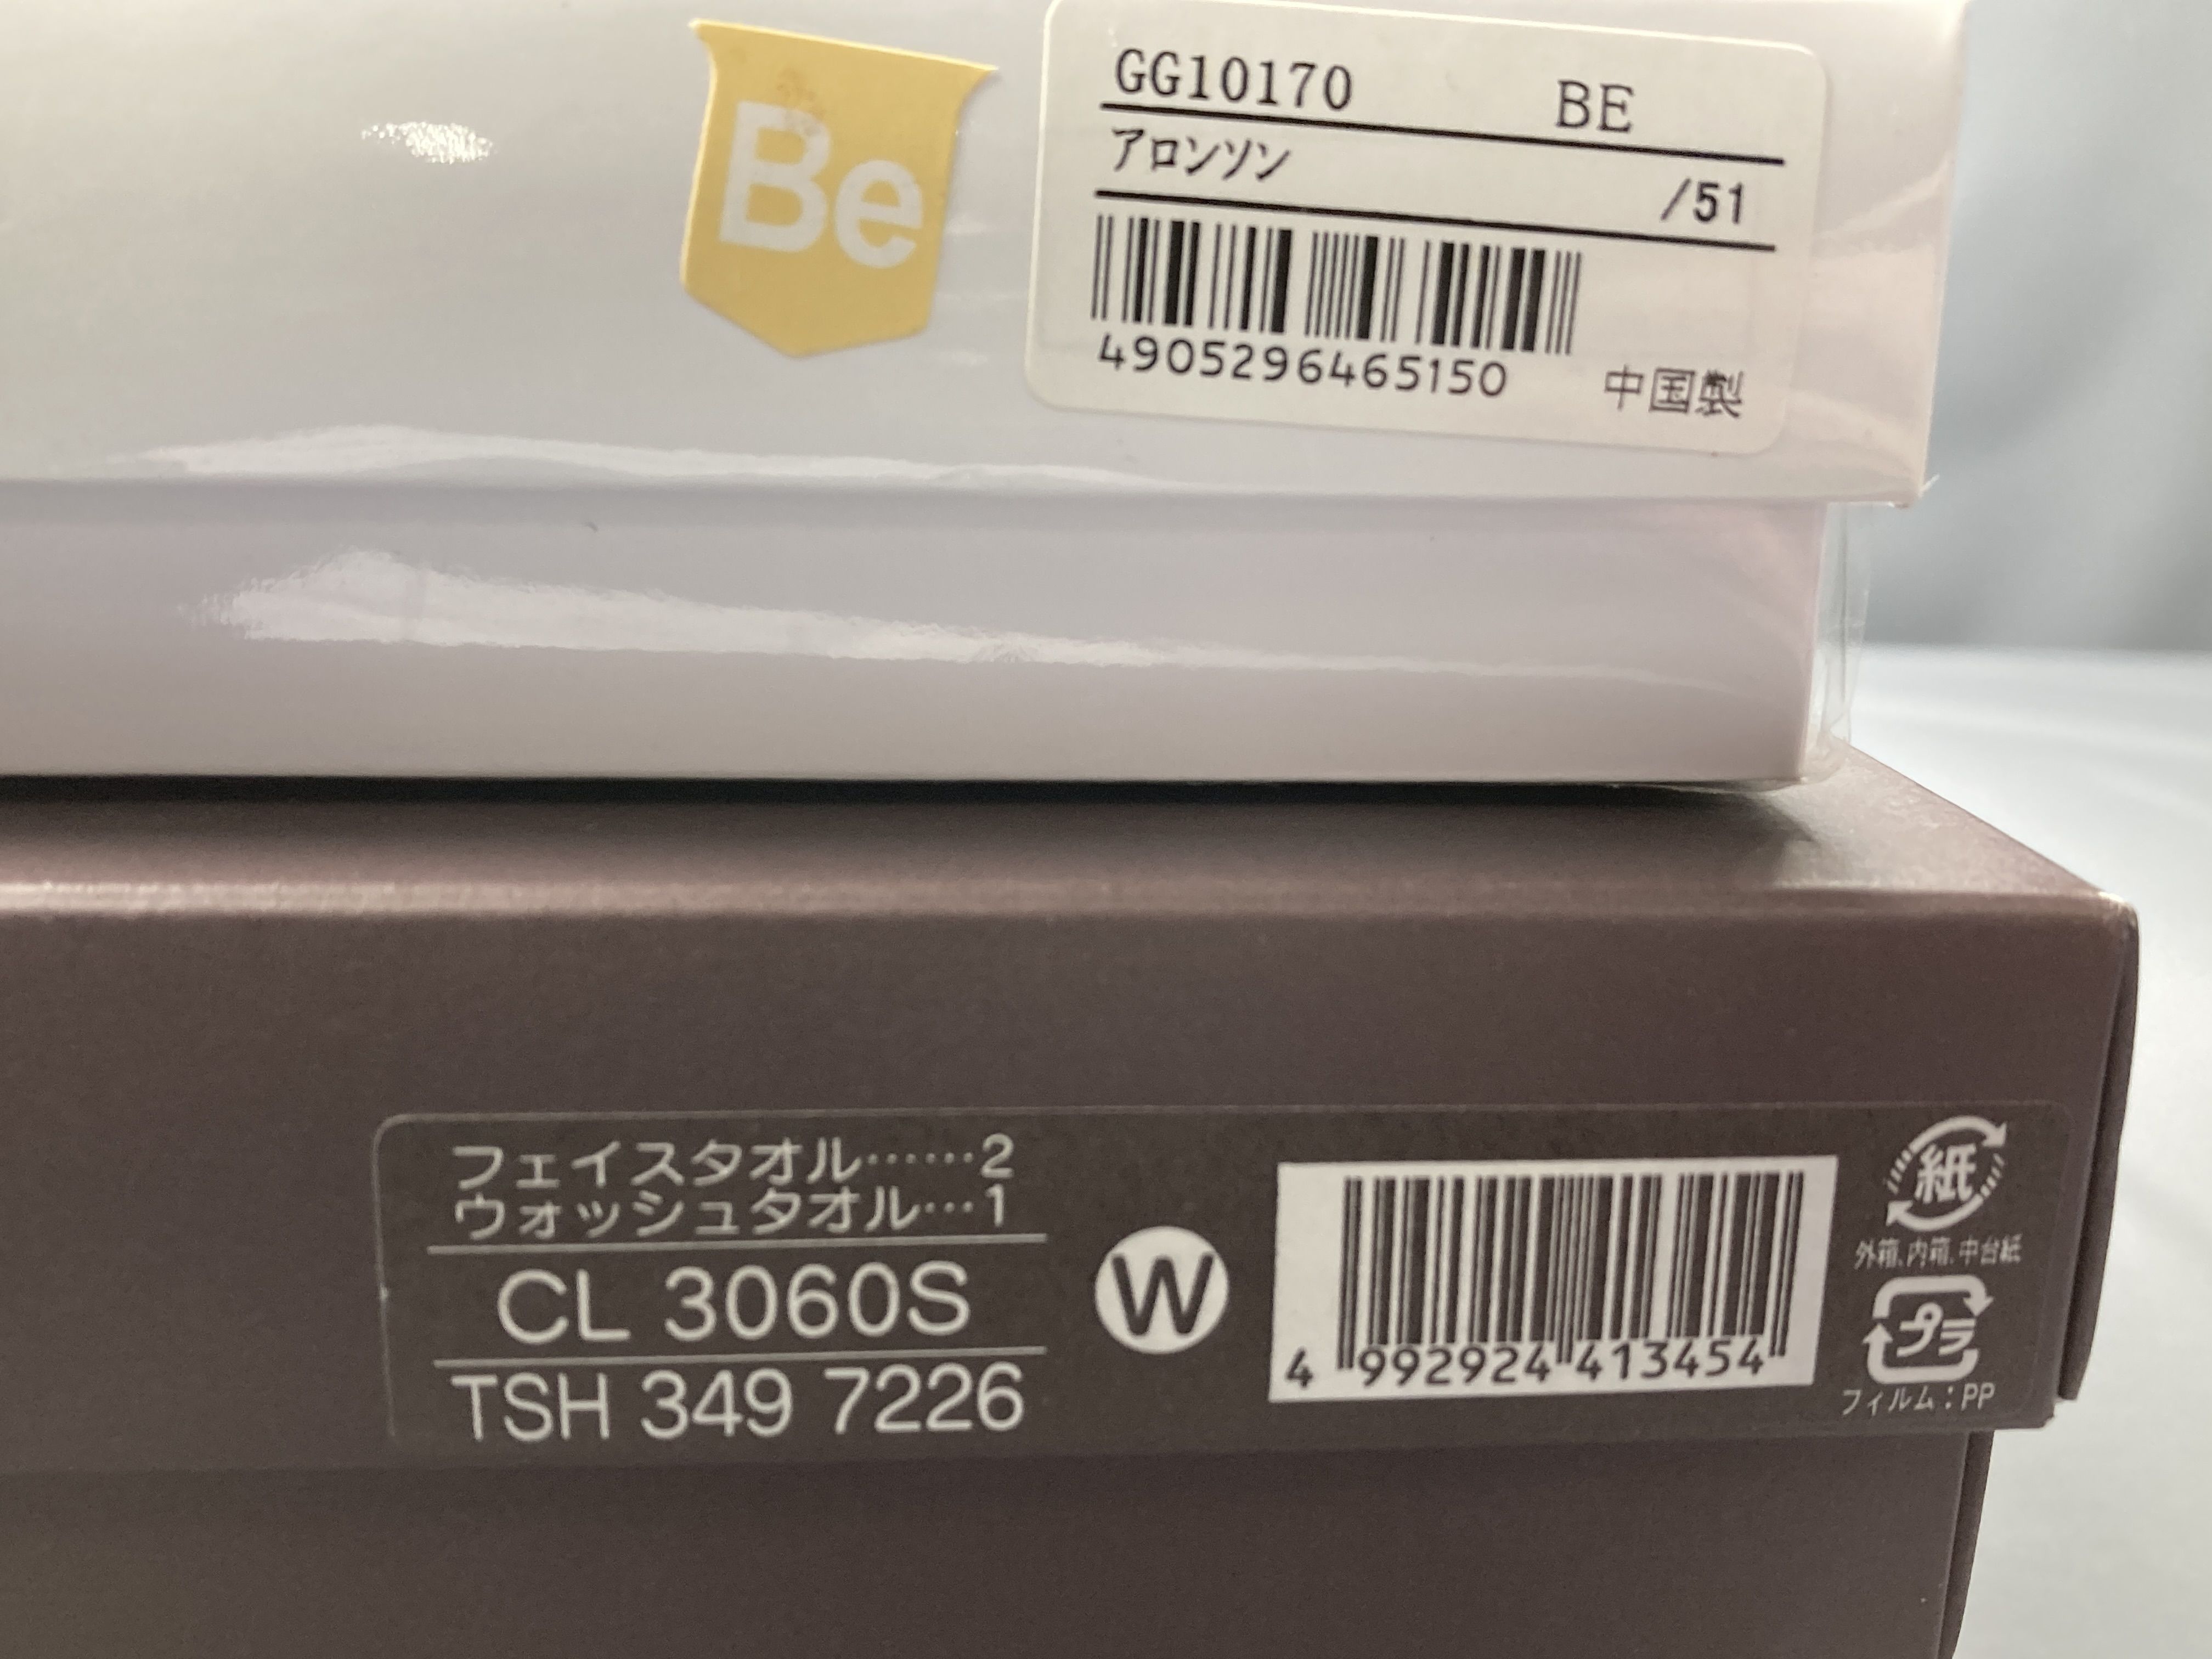 Be
GG10170 BE
アロンソン
/51
4905296465150
中国製
フェイスタオル……2
ウォッシュタオル…1
CL 3060S
TSH 349 7226
W
4 992924 413454
紙
外箱、内箱、中台紙
プラ
フィルム：PP